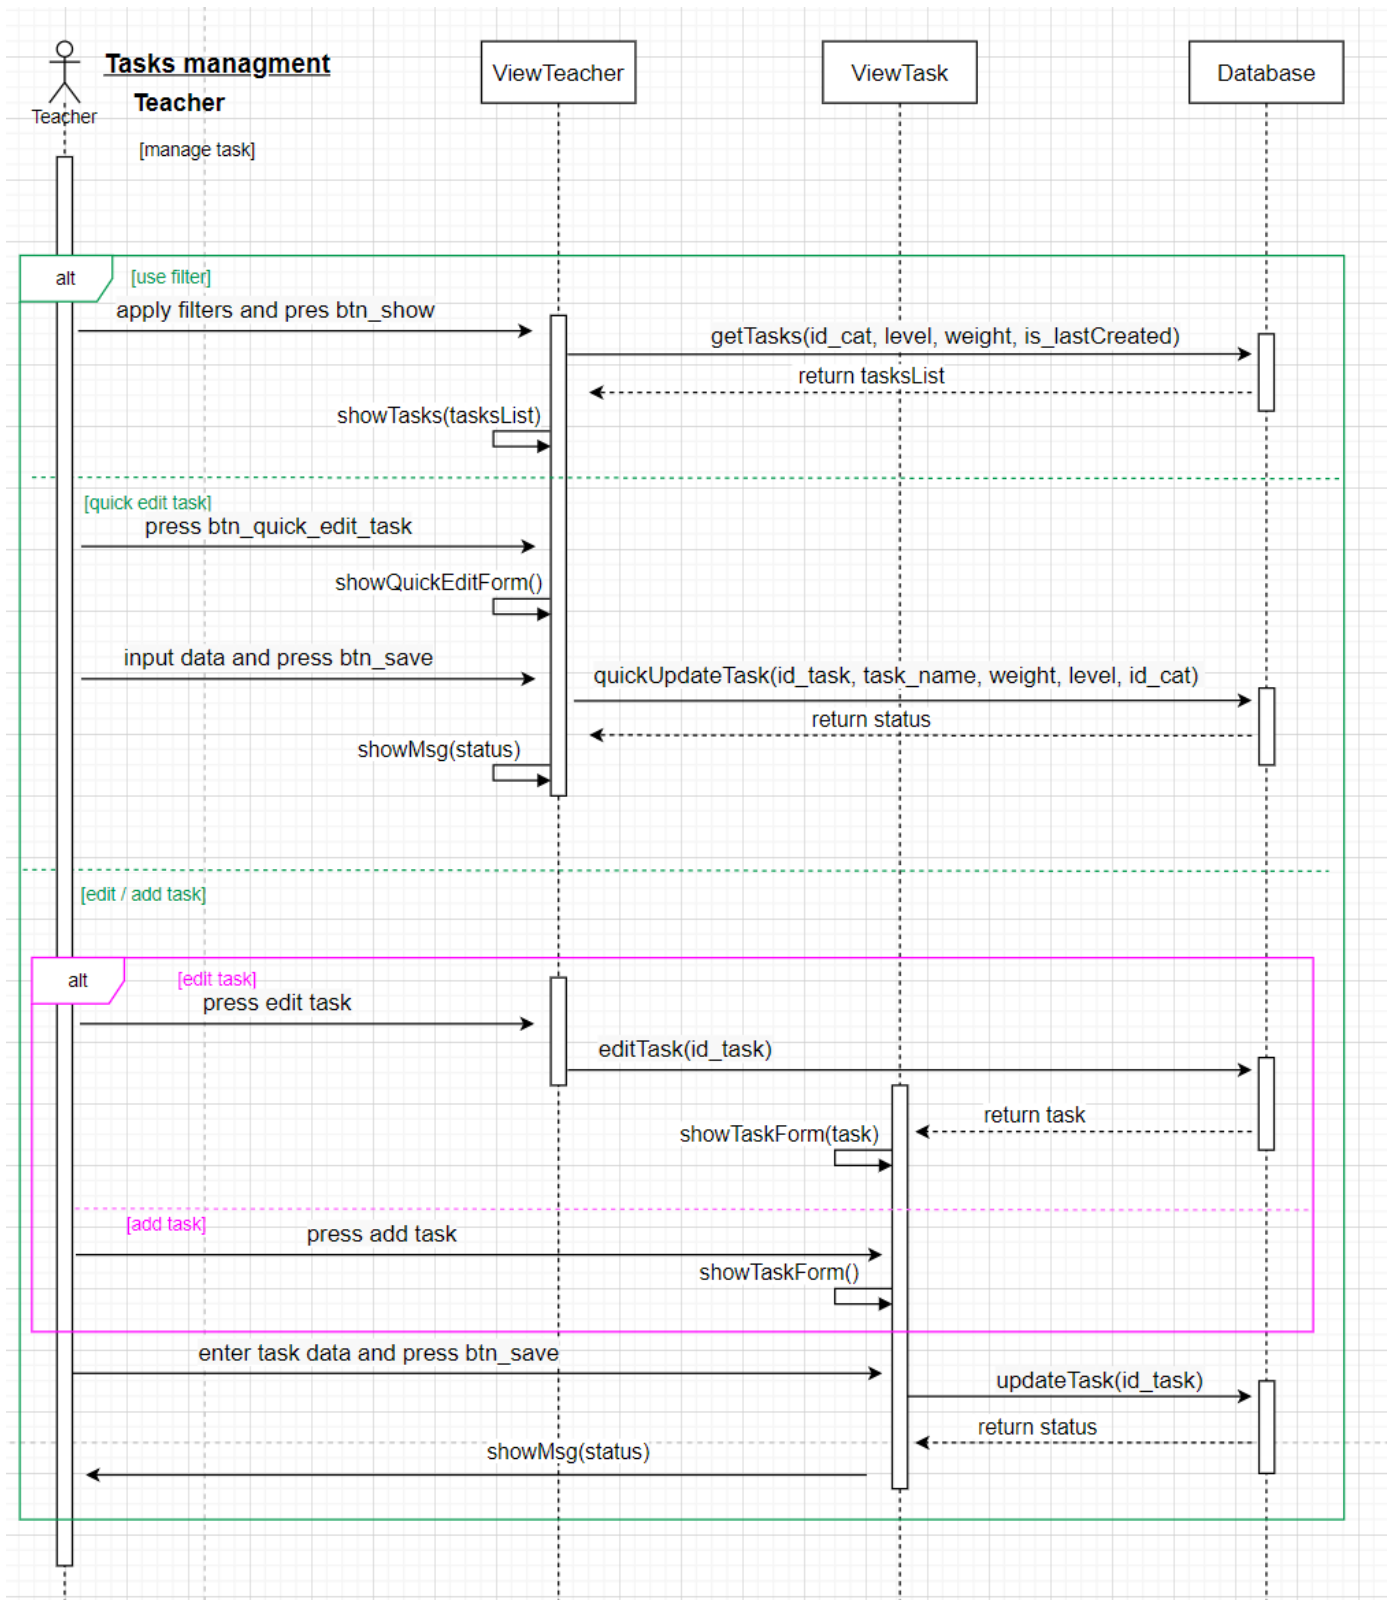 Tasks managment
Teacher
Teacher
[manage task]
ViewTeacher
ViewTask
Database
alt
[use filter]
apply filters and pres btn_show
getTasks(id_cat, level, weight, is_lastCreated)
return tasksList
showTasks(tasksList)
[quick edit task]
press btn_quick_edit_task
showQuickEditForm()
input data and press btn_save
quickUpdateTask(id_task, task_name, weight, level, id_cat)
return status
showMsg(status)
[edit / add task]
alt
[edit task]
press edit task
editTask(id_task)
return task
showTaskForm(task)
[add task]
press add task
showTaskForm()
enter task data and press btn_save
updateTask(id_task)
return status
showMsg(status)